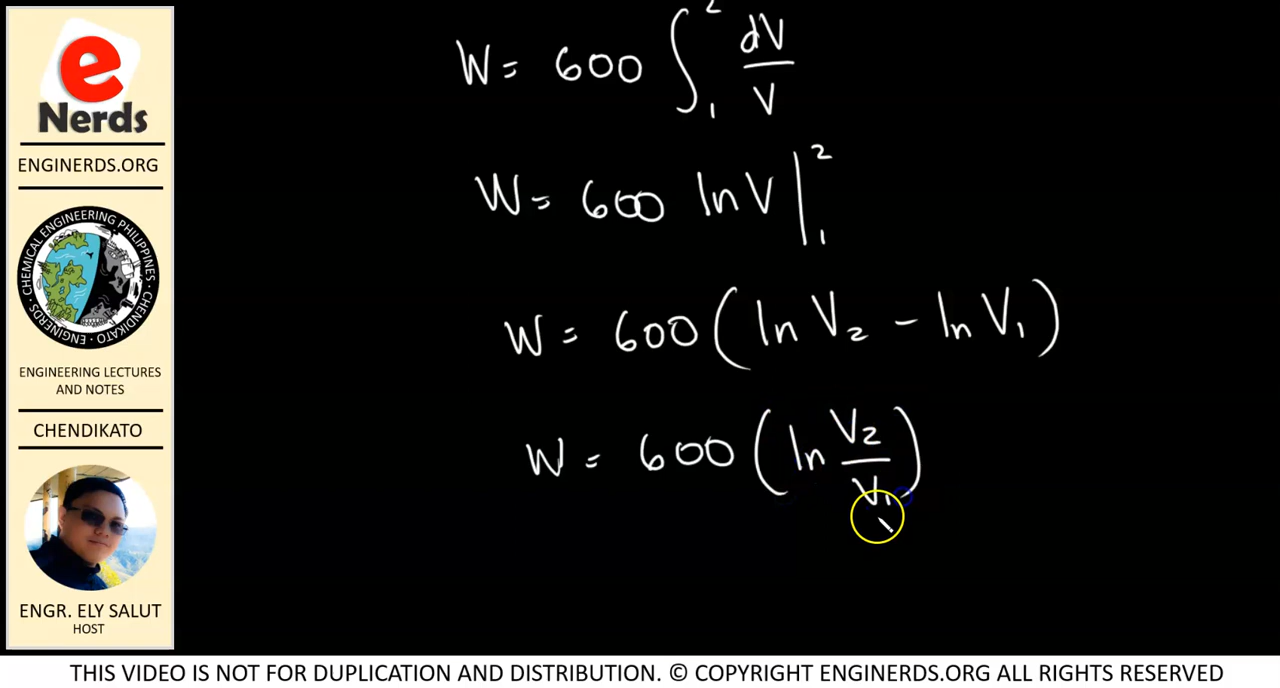 e
Nerds
ENGINERDS.ORG
CHEMICAL ENGINEERING PHILIPPINES
ENGINERDS · CHENDIKATO
ENGINEERING LECTURES
AND NOTES
CHENDIKATO
ENGR. ELY SALUT
HOST
W = 600 ∫₁² dV/V
W = 600 ln V |₁²
W = 600 (ln V₂ − ln V₁)
W = 600 (ln V₂/V₁)
THIS VIDEO IS NOT FOR DUPLICATION AND DISTRIBUTION. © COPYRIGHT ENGINERDS.ORG ALL RIGHTS RESERVED